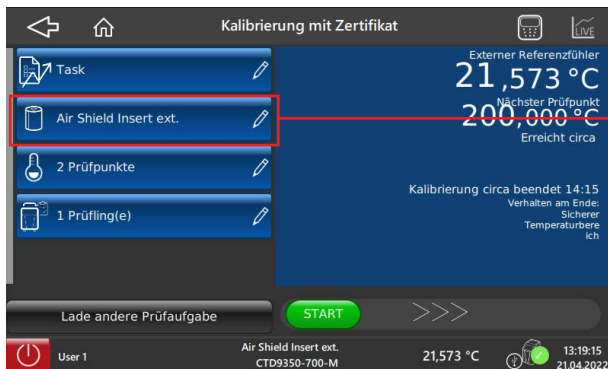 Kalibrierung mit Zertifikat
LIVE
Task
Air Shield Insert ext.
2 Prüfpunkte
1 Prüfling(e)
Externer Referenzfühler
21,573 °C
Nächster Prüfpunkt
200,000 °C
Erreicht circa
Kalibrierung circa beendet 14:15
Verhalten am Ende:
Sicherer
Temperaturbere
ich
Lade andere Prüfaufgabe
START
>>>
User 1
Air Shield Insert ext.
CTD9350-700-M
21,573 °C
13:19:15
21.04.2022